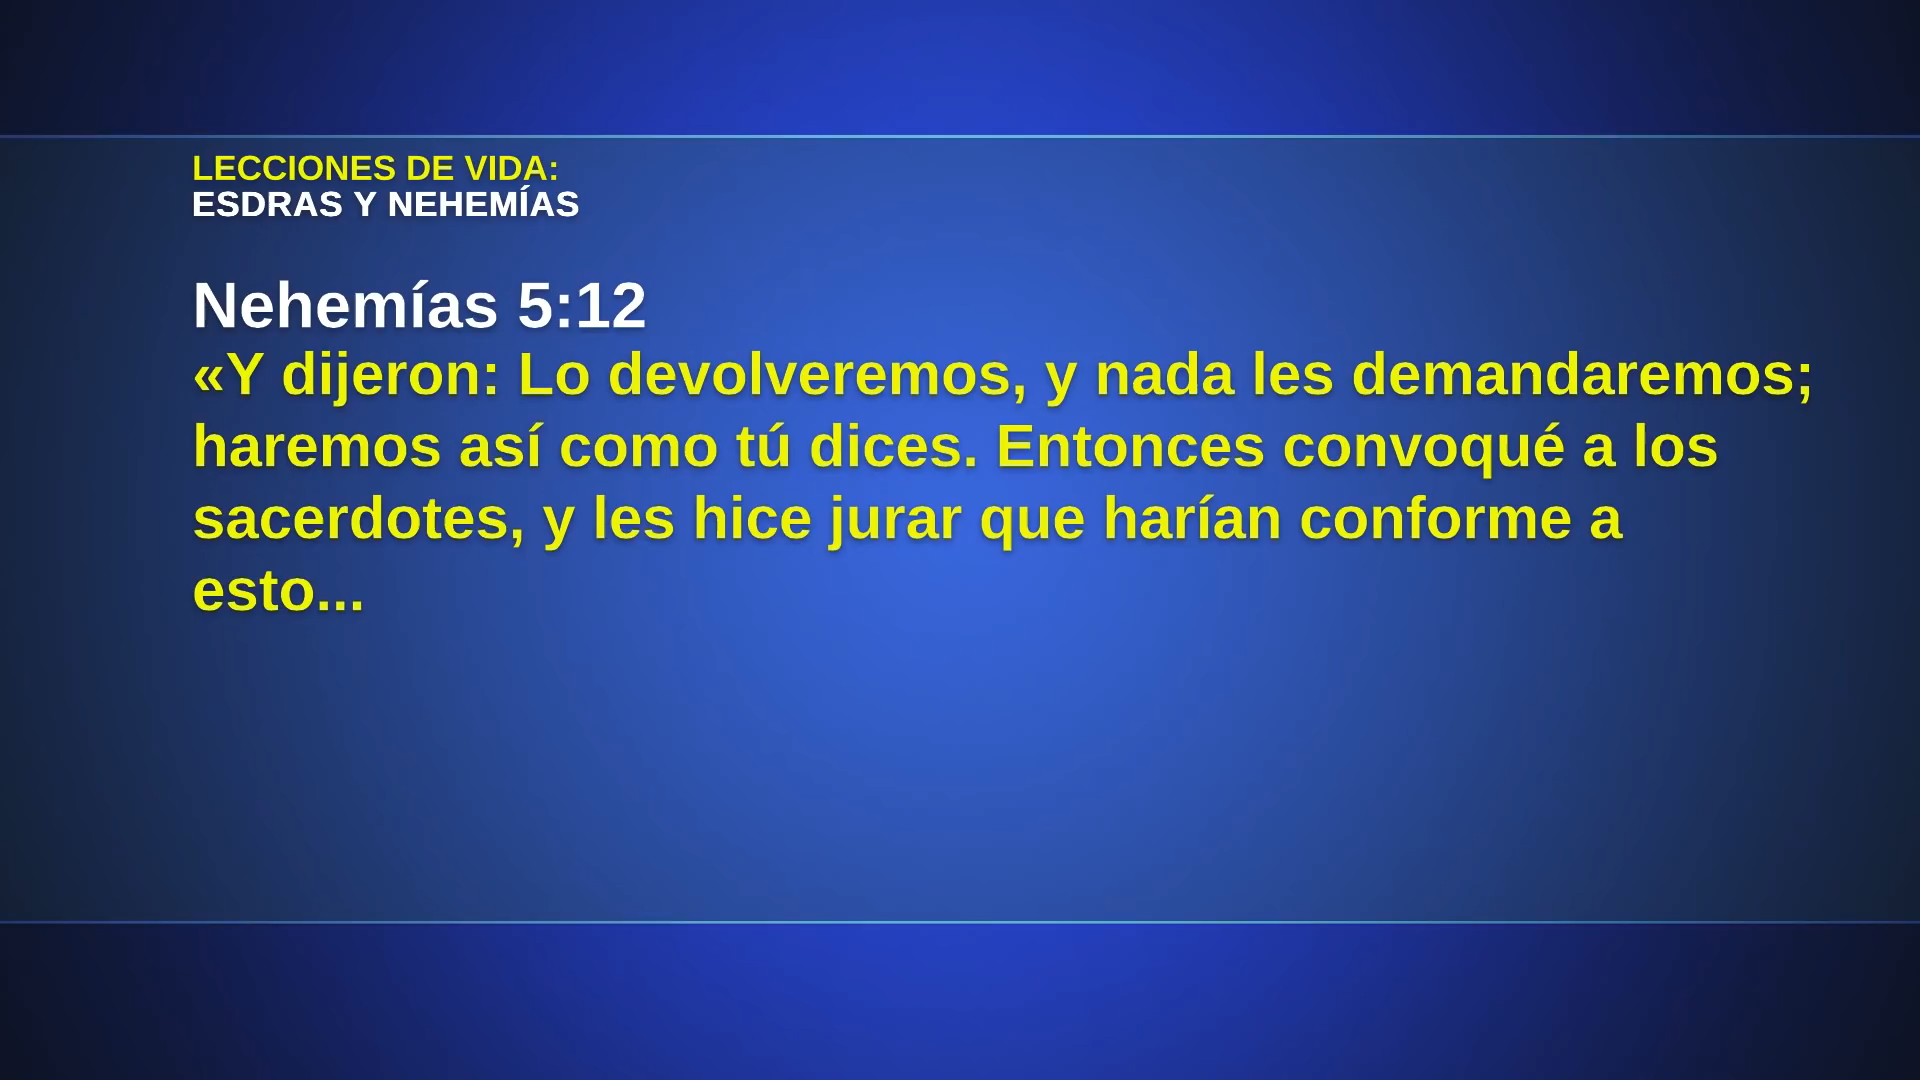 LECCIONES DE VIDA:
ESDRAS Y NEHEMÍAS
Nehemías 5:12
«Y dijeron: Lo devolveremos, y nada les demandaremos;
haremos así como tú dices. Entonces convoqué a los
sacerdotes, y les hice jurar que harían conforme a
esto...